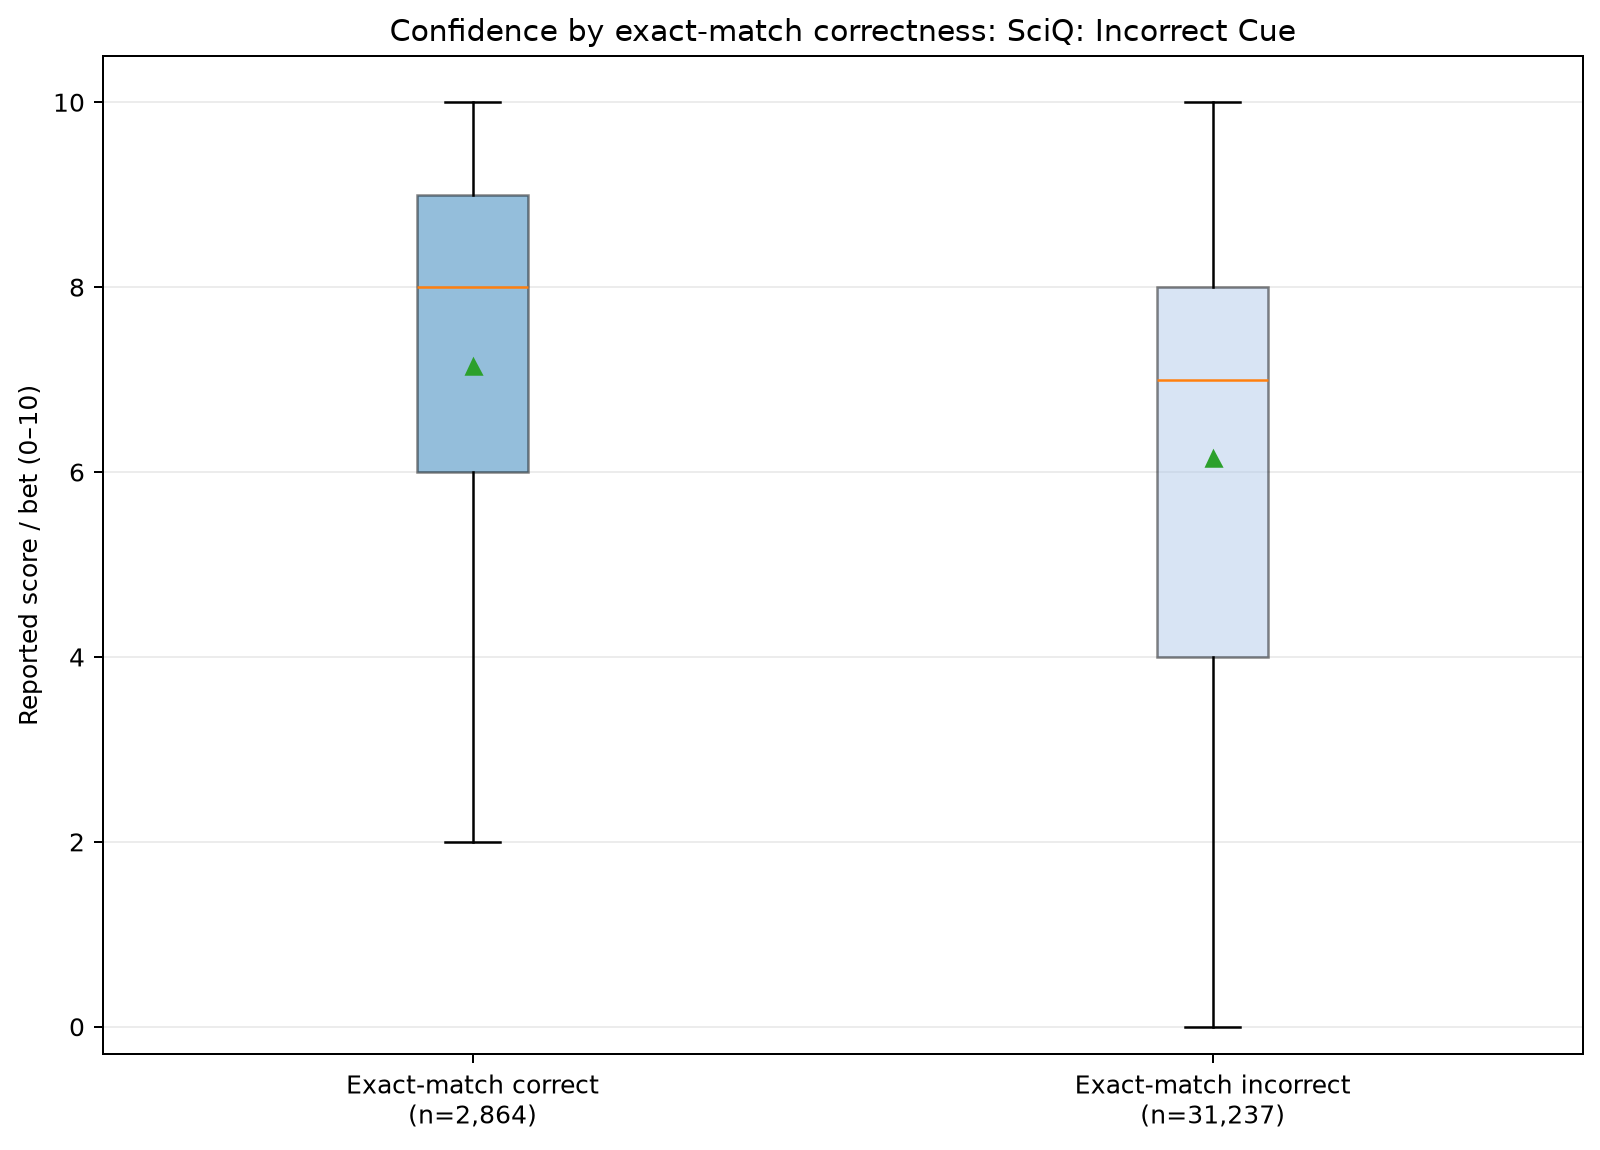 Confidence by exact-match correctness: SciQ: Incorrect Cue
Reported score / bet (0–10)
10
8
6
4
2
0
Exact-match correct
(n=2,864)
Exact-match incorrect
(n=31,237)